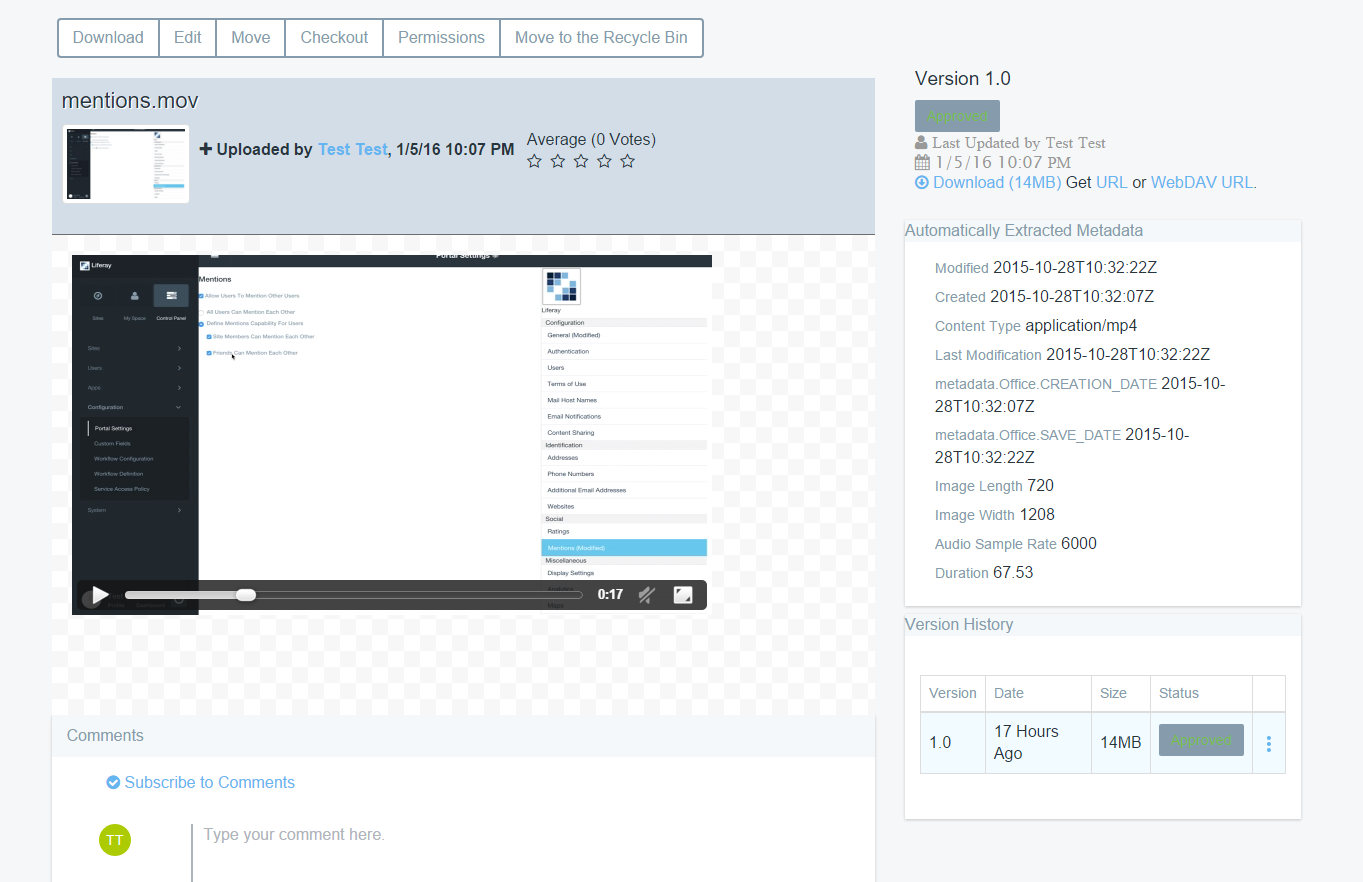 Download Edit Move Checkout Permissions Move to the Recycle Bin
mentions.mov
Uploaded by Test Test, 1/5/16 10:07 PM
Average (0 Votes)
Portal Settings
Liferay
Sites My Space Control Panel
Sites
Users
Apps
Configuration
Portal Settings
Custom Fields
Workflow Configuration
Workflow Definition
Service Access Policy
System
Mentions
Allow Users To Mention Other Users
All Users Can Mention Each Other
Define Mentions Capability For Users
Site Members Can Mention Each Other
Friends Can Mention Each Other
Liferay
Configuration
General (Modified)
Authentication
Users
Terms of Use
Mail Host Names
Email Notifications
Content Sharing
Identification
Addresses
Phone Numbers
Additional Email Addresses
Websites
Social
Ratings
Mentions (Modified)
Miscellaneous
Display Settings
0:17
Comments
Subscribe to Comments
TT
Type your comment here.
Version 1.0
Approved
Last Updated by Test Test
1/5/16 10:07 PM
Download (14MB) Get URL or WebDAV URL.
Automatically Extracted Metadata
Modified 2015-10-28T10:32:22Z
Created 2015-10-28T10:32:07Z
Content Type application/mp4
Last Modification 2015-10-28T10:32:22Z
metadata.Office.CREATION_DATE 2015-10-
28T10:32:07Z
metadata.Office.SAVE_DATE 2015-10-
28T10:32:22Z
Image Length 720
Image Width 1208
Audio Sample Rate 6000
Duration 67.53
Version History
Version Date Size Status
1.0 17 Hours
Ago 14MB Approved